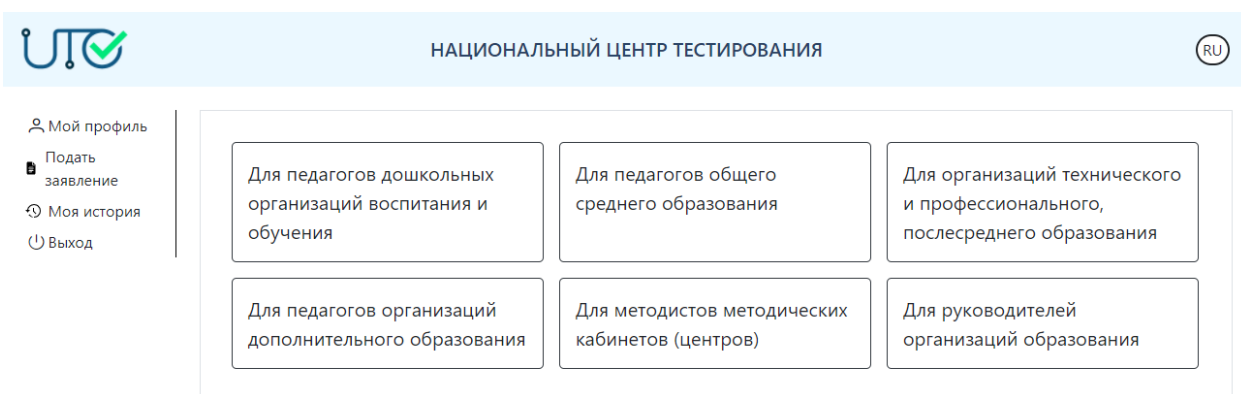 UTO
НАЦИОНАЛЬНЫЙ ЦЕНТР ТЕСТИРОВАНИЯ
RU
Мой профиль
Подать
заявление
Моя история
Выход
Для педагогов дошкольных
организаций воспитания и
обучения
Для педагогов общего
среднего образования
Для организаций технического
и профессионального,
послесреднего образования
Для педагогов организаций
дополнительного образования
Для методистов методических
кабинетов (центров)
Для руководителей
организаций образования